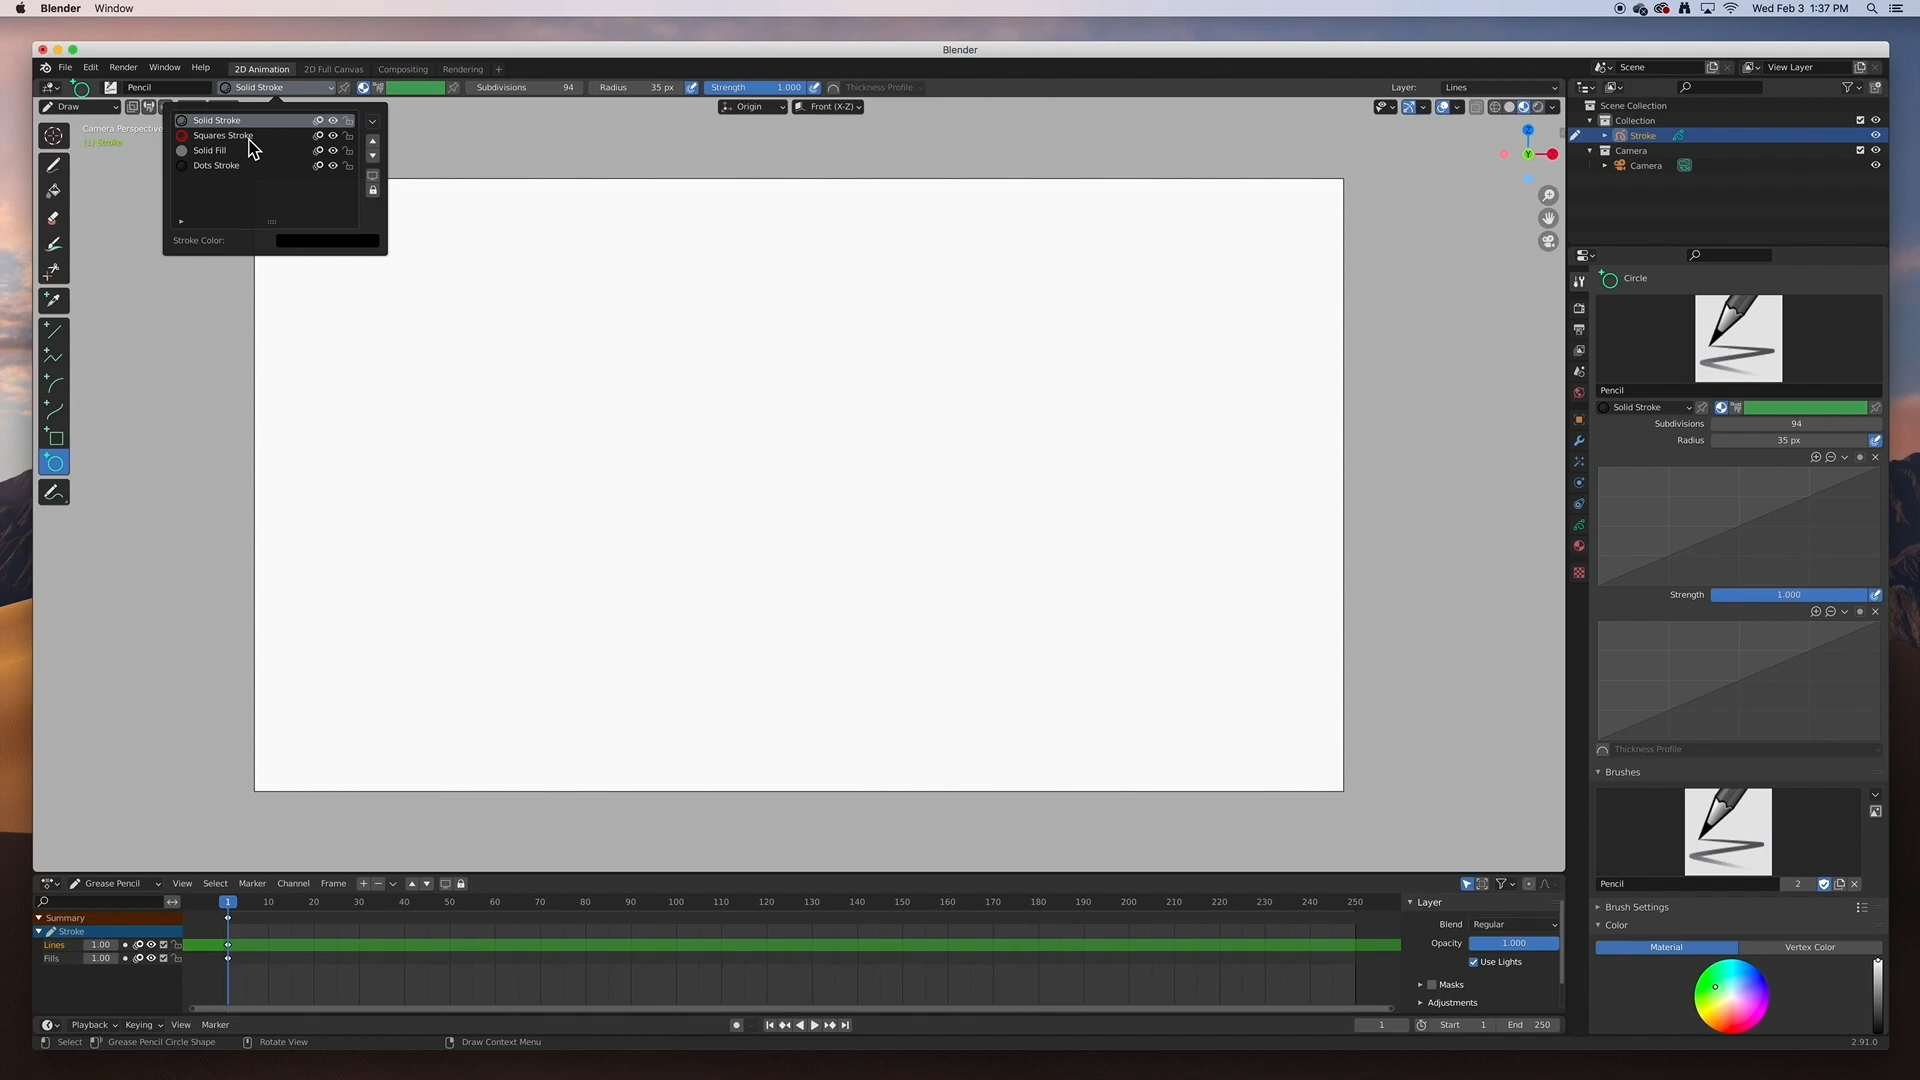 Blender Window Wed Feb 3 1:37 PM
Blender
File Edit Render Window Help 2D Animation 2D Full Canvas Compositing Rendering + Scene View Layer
Pencil Solid Stroke Subdivisions 94 Radius 35 px Strength 1.000 Thickness Profile Layer: Lines
Draw Origin Front (X-Z)
Camera Perspective
(1) Stroke
Solid Stroke
Squares Stroke
Solid Fill
Dots Stroke
Stroke Color:
Z
Y
X
Scene Collection
Collection
Stroke
Camera
Camera
Circle
Pencil
Solid Stroke
Subdivisions 94
Radius 35 px
Strength 1.000
Thickness Profile
Brushes
Pencil 2
Brush Settings
Color
Material Vertex Color
Grease Pencil View Select Marker Channel Frame
1 10 20 30 40 50 60 70 80 90 100 110 120 130 140 150 160 170 180 190 200 210 220 230 240 250
Summary
Stroke
Lines 1.00
Fills 1.00
Layer
Blend Regular
Opacity 1.000
Use Lights
Masks
Adjustments
Playback Keying View Marker 1 Start 1 End 250
Select Grease Pencil Circle Shape Rotate View Draw Context Menu 2.91.0